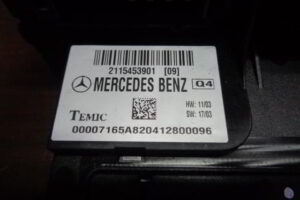 2115453901 [09]
MERCEDES BENZ Q4
HW: 11/03
SW: 17/03
TEMIC
00007165A820412800096